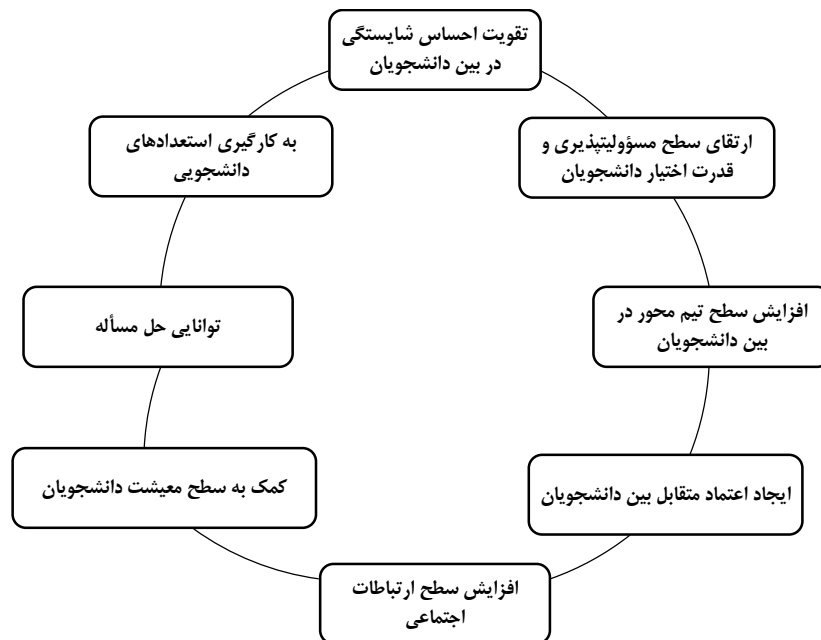 تقویت احساس شایستگی
در بین دانشجویان
ارتقای سطح مسؤولیتپذیری و
قدرت اختیار دانشجویان
افزایش سطح تیم محور در
بین دانشجویان
ایجاد اعتماد متقابل بین دانشجویان
افزایش سطح ارتباطات
اجتماعی
کمک به سطح معیشت دانشجویان
توانایی حل مسأله
به کارگیری استعدادهای
دانشجویی